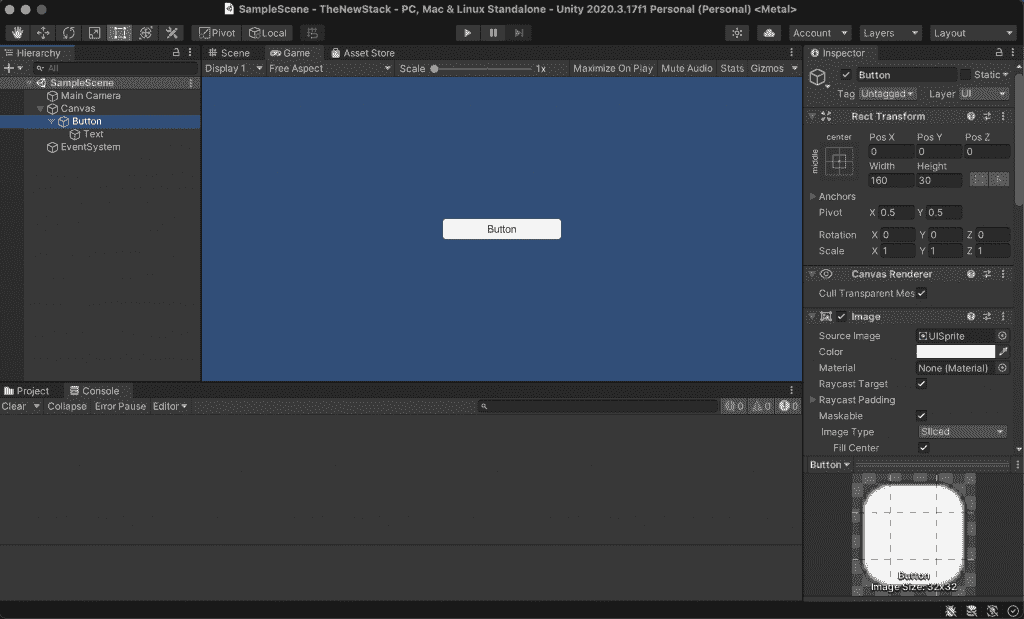 SampleScene - TheNewStack - PC, Mac & Linux Standalone - Unity 2020.3.17f1 Personal (Personal) <Metal>
Pivot Local Account Layers Layout
Hierarchy
All
SampleScene
Main Camera
Canvas
Button
Text
EventSystem
Scene Game Asset Store
Display 1 Free Aspect Scale 1x Maximize On Play Mute Audio Stats Gizmos
Button
Inspector
Button Static
Tag Untagged Layer UI
Rect Transform
center Pos X Pos Y Pos Z
middle 0 0 0
Width Height
160 30
Anchors
Pivot X 0.5 Y 0.5
Rotation X 0 Y 0 Z 0
Scale X 1 Y 1 Z 1
Canvas Renderer
Cull Transparent Mes
Image
Source Image UISprite
Color
Material None (Material)
Raycast Target
Raycast Padding
Maskable
Image Type Sliced
Fill Center
Button
Button
Image Size: 32x32
Project Console
Clear Collapse Error Pause Editor 0 0 0